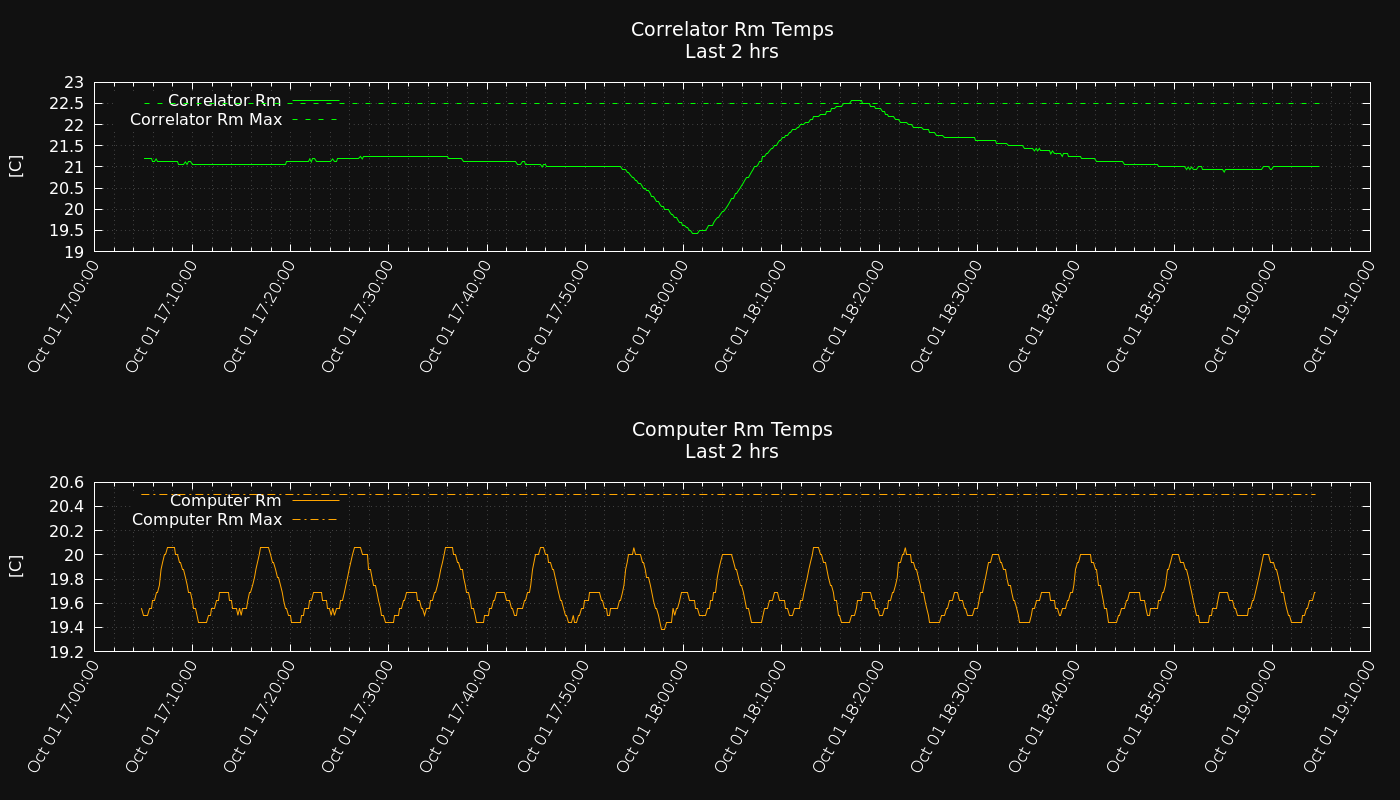 Correlator Rm Temps
Last 2 hrs
23
22.5
22
21.5
21
20.5
20
19.5
19
[C]
Correlator Rm
Correlator Rm Max
Oct 01 17:00:00
Oct 01 17:10:00
Oct 01 17:20:00
Oct 01 17:30:00
Oct 01 17:40:00
Oct 01 17:50:00
Oct 01 18:00:00
Oct 01 18:10:00
Oct 01 18:20:00
Oct 01 18:30:00
Oct 01 18:40:00
Oct 01 18:50:00
Oct 01 19:00:00
Oct 01 19:10:00
Computer Rm Temps
Last 2 hrs
20.6
20.4
20.2
20
19.8
19.6
19.4
19.2
[C]
Computer Rm
Computer Rm Max
Oct 01 17:00:00
Oct 01 17:10:00
Oct 01 17:20:00
Oct 01 17:30:00
Oct 01 17:40:00
Oct 01 17:50:00
Oct 01 18:00:00
Oct 01 18:10:00
Oct 01 18:20:00
Oct 01 18:30:00
Oct 01 18:40:00
Oct 01 18:50:00
Oct 01 19:00:00
Oct 01 19:10:00